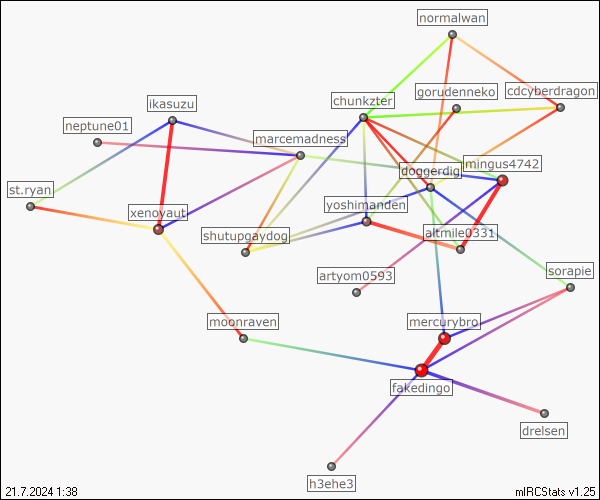 normalwan
gorudenneko
cdcyberdragon
chunkzter
ikasuzu
neptune01
marcemadness
mingus4742
doggerdig
st.ryan
xenoyaut
yoshimanden
shutupgaydog
altmile0331
artyom0593
sorapie
moonraven
mercurybro
fakedingo
drelsen
h3ehe3
21.7.2024 1:38
mIRCStats v1.25